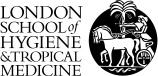 LONDON
SCHOOL of
HYGIENE
& TROPICAL
MEDICINE